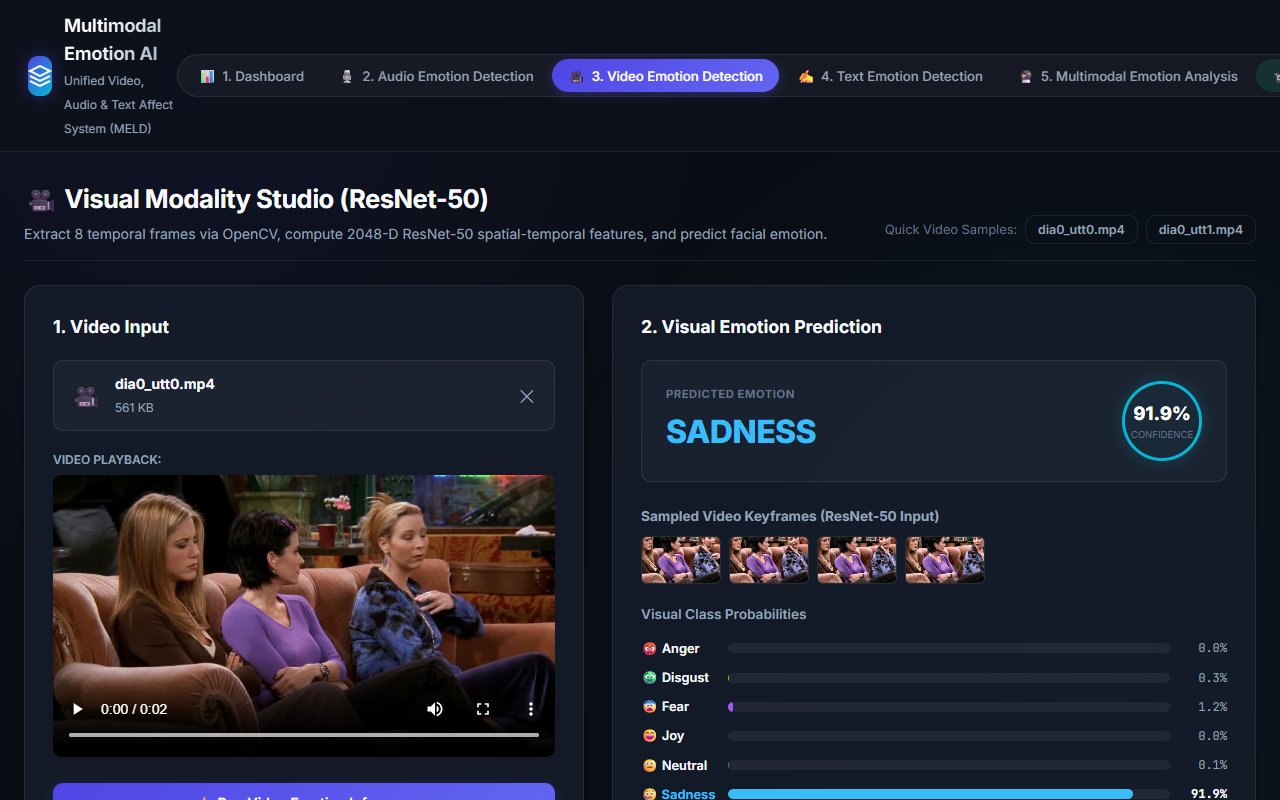 Multimodal
Emotion AI
Unified Video,
Audio & Text Affect
System (MELD)
1. Dashboard
2. Audio Emotion Detection
3. Video Emotion Detection
4. Text Emotion Detection
5. Multimodal Emotion Analysis
Visual Modality Studio (ResNet-50)
Extract 8 temporal frames via OpenCV, compute 2048-D ResNet-50 spatial-temporal features, and predict facial emotion.
Quick Video Samples: dia0_utt0.mp4 dia0_utt1.mp4
1. Video Input
dia0_utt0.mp4
561 KB
VIDEO PLAYBACK:
0:00 / 0:02
2. Visual Emotion Prediction
PREDICTED EMOTION
SADNESS
91.9%
CONFIDENCE
Sampled Video Keyframes (ResNet-50 Input)
Visual Class Probabilities
Anger 0.0%
Disgust 0.3%
Fear 1.2%
Joy 0.0%
Neutral 0.1%
Sadness 91.9%